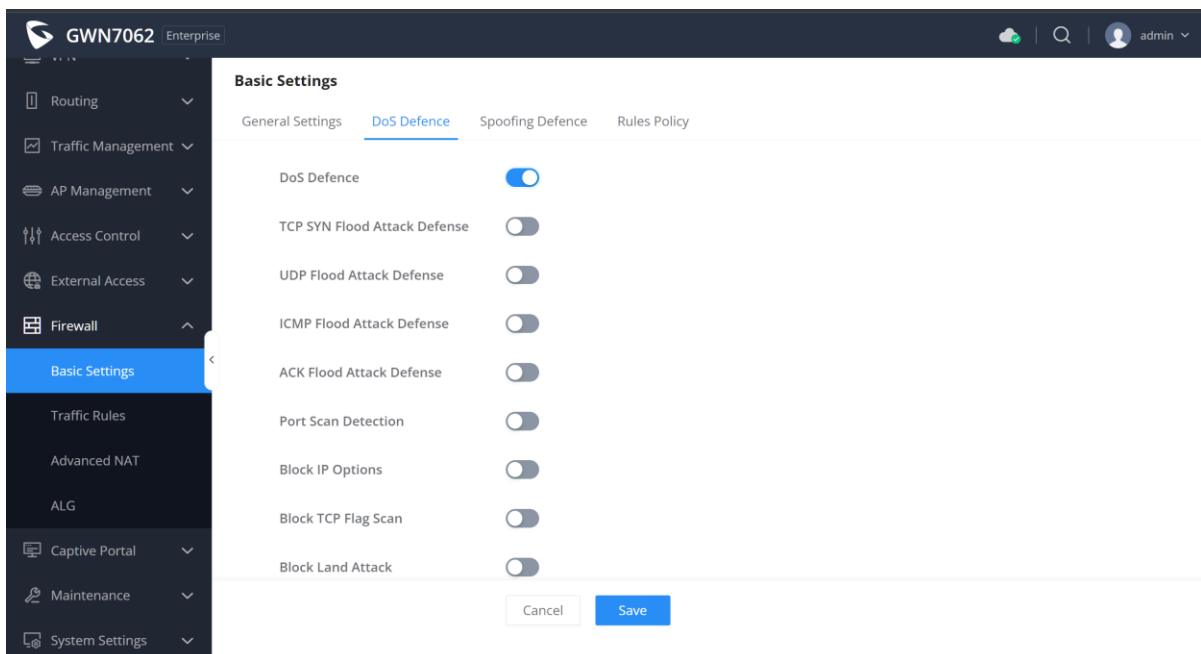 GWN7062 Enterprise
admin
VPN
Routing
Traffic Management
AP Management
Access Control
External Access
Firewall
Basic Settings
Traffic Rules
Advanced NAT
ALG
Captive Portal
Maintenance
System Settings
Basic Settings
General Settings DoS Defence Spoofing Defence Rules Policy
DoS Defence
TCP SYN Flood Attack Defense
UDP Flood Attack Defense
ICMP Flood Attack Defense
ACK Flood Attack Defense
Port Scan Detection
Block IP Options
Block TCP Flag Scan
Block Land Attack
Cancel Save